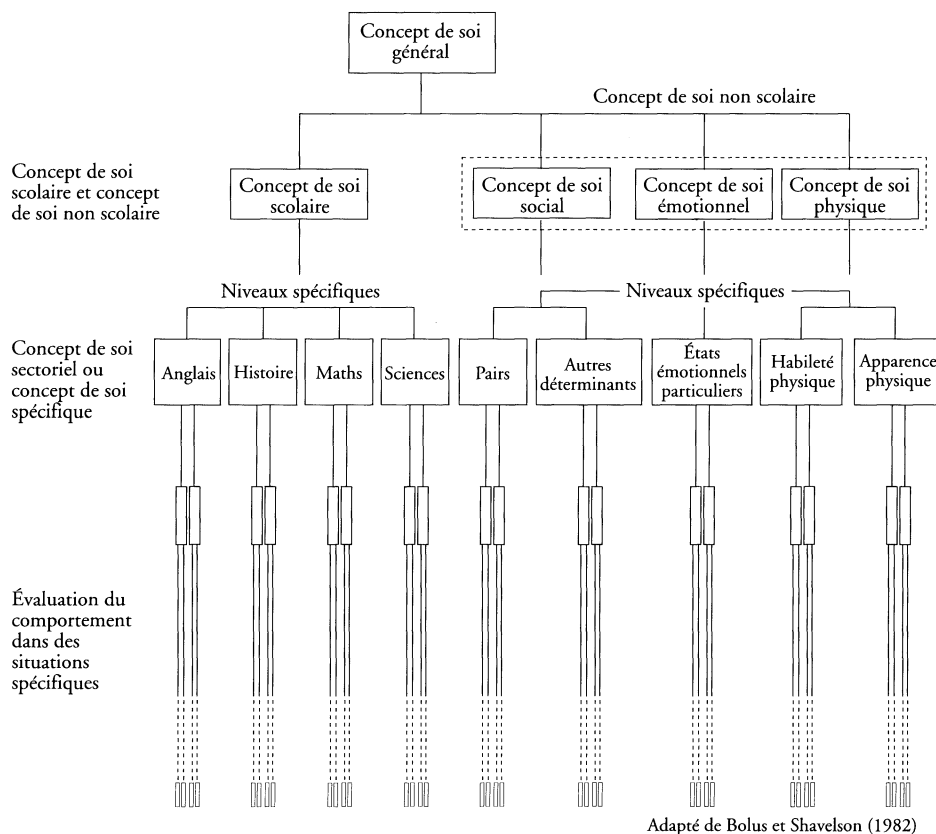 Concept de soi
général
Concept de soi non scolaire
Concept de soi
scolaire et concept
de soi non scolaire
Concept de soi
scolaire
Concept de soi
social
Concept de soi
émotionnel
Concept de soi
physique
Niveaux spécifiques
Niveaux spécifiques
Concept de soi
sectoriel ou
concept de soi
spécifique
Anglais
Histoire
Maths
Sciences
Pairs
Autres
déterminants
États
émotionnels
particuliers
Habileté
physique
Apparence
physique
Évaluation du
comportement
dans des
situations
spécifiques
Adapté de Bolus et Shavelson (1982)